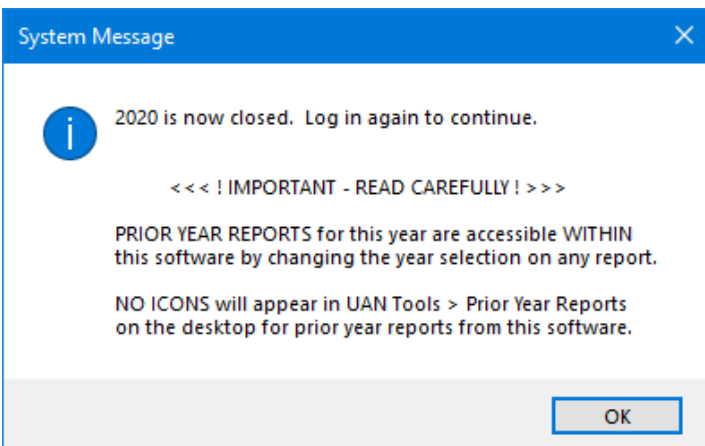 System Message
2020 is now closed.  Log in again to continue.
< < < ! IMPORTANT - READ CAREFULLY ! > > >
PRIOR YEAR REPORTS for this year are accessible WITHIN
this software by changing the year selection on any report.
NO ICONS will appear in UAN Tools > Prior Year Reports
on the desktop for prior year reports from this software.
OK